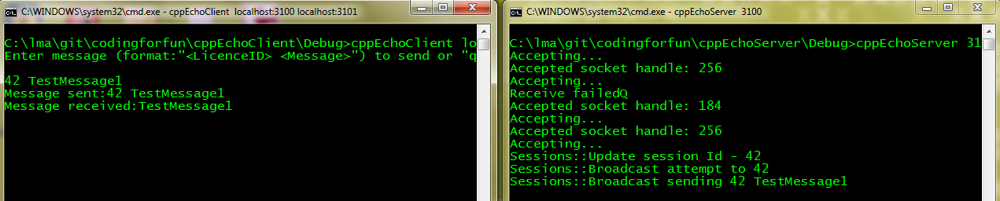 C:\WINDOWS\system32\cmd.exe - cppEchoClient localhost:3100 localhost:3101
C:\lma\git\codingforfun\cppEchoClient\Debug>cppEchoClient lo
Enter message (format:"<LicenceID> <Message>") to send or "q
42 TestMessage1
Message sent:42 TestMessage1
Message received:TestMessage1
C:\WINDOWS\system32\cmd.exe - cppEchoServer 3100
C:\lma\git\codingforfun\cppEchoServer\Debug>cppEchoServer 31
Accepting...
Accepted socket handle: 256
Accepting...
Receive failedQ
Accepted socket handle: 184
Accepting...
Accepted socket handle: 256
Accepting...
Sessions::Update session Id - 42
Sessions::Broadcast attempt to 42
Sessions::Broadcast sending 42 TestMessage1